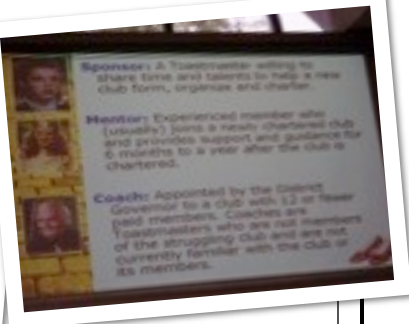 Sponsor: A Toastmaster willing to
share time and talents to help a new
club form, organize and charter.
Mentor: Experienced member who
(usually) joins a newly chartered club
and provides support and guidance for
6 months to a year after the club is
chartered.
Coach: Appointed by the District
Governor to a club with 12 or fewer
paid members. Coaches are
Toastmasters who are not members
of the struggling club and are not
currently familiar with the club or
its members.